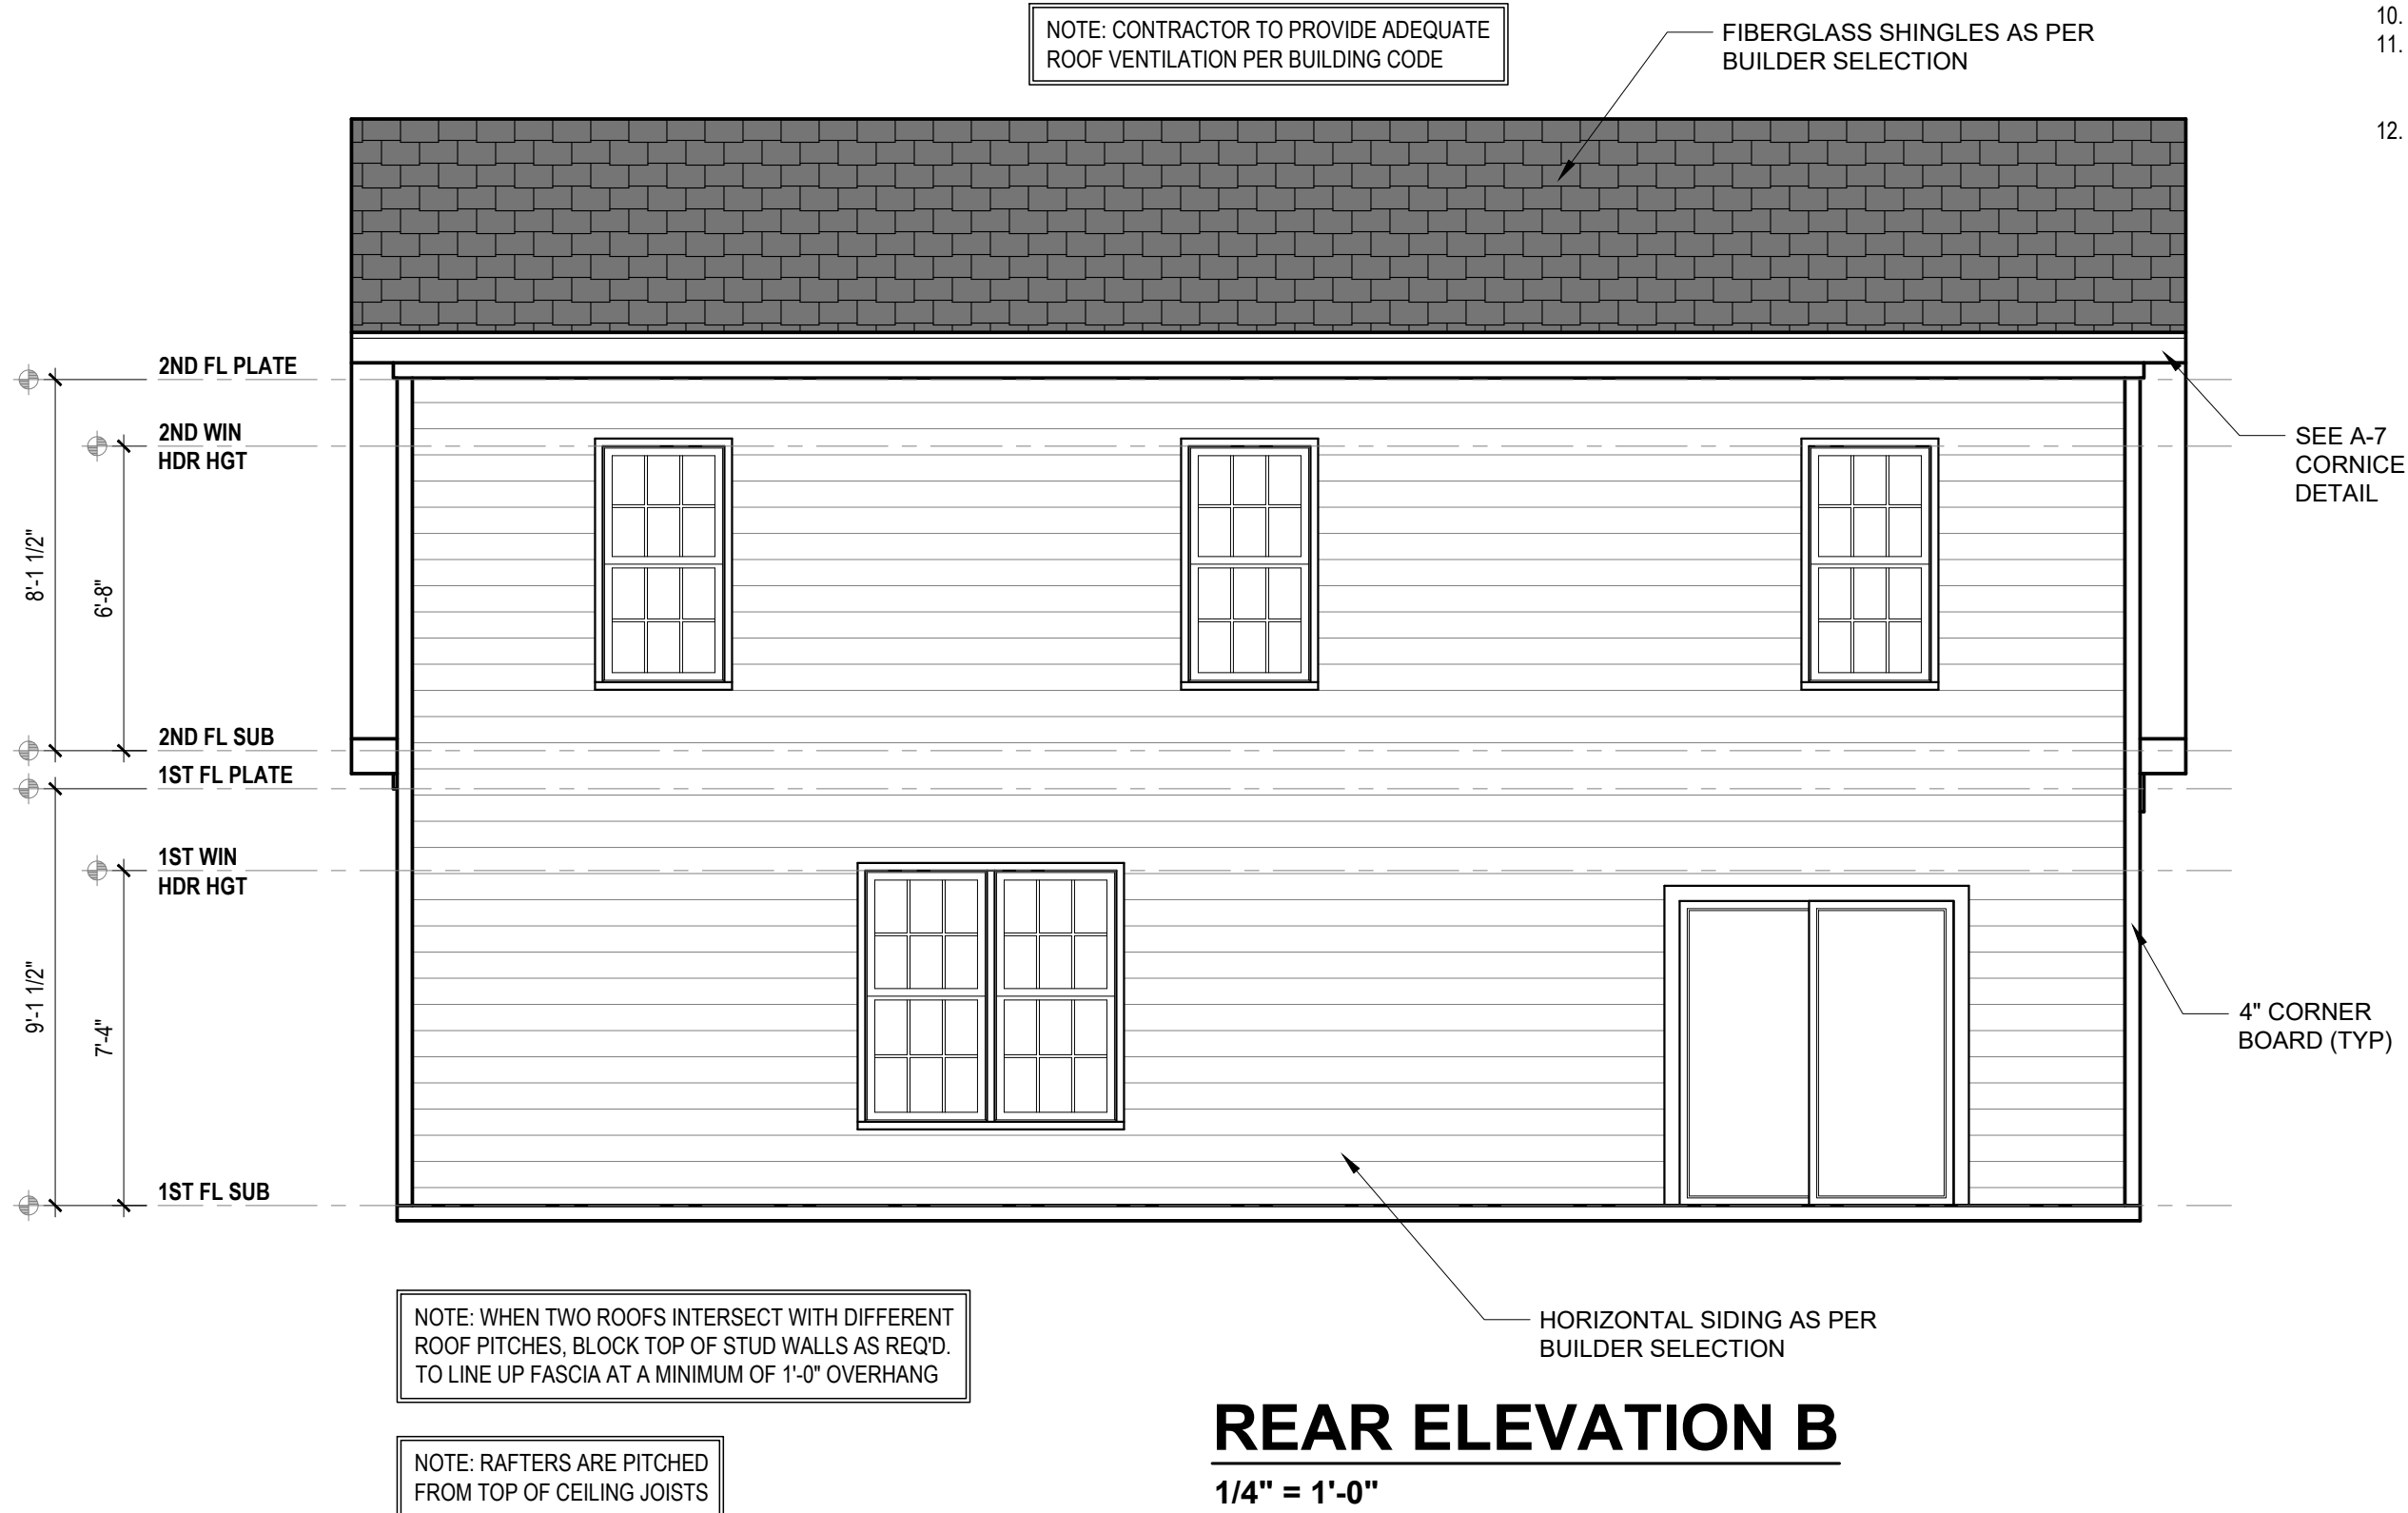 NOTE: CONTRACTOR TO PROVIDE ADEQUATE
ROOF VENTILATION PER BUILDING CODE
FIBERGLASS SHINGLES AS PER
BUILDER SELECTION
10.
11.
12.
2ND FL PLATE
2ND WIN
HDR HGT
8'-1 1/2"
6'-8"
SEE A-7
CORNICE
DETAIL
2ND FL SUB
1ST FL PLATE
1ST WIN
HDR HGT
9'-1 1/2"
7'-4"
4" CORNER
BOARD (TYP)
1ST FL SUB
NOTE: WHEN TWO ROOFS INTERSECT WITH DIFFERENT
ROOF PITCHES, BLOCK TOP OF STUD WALLS AS REQ'D.
TO LINE UP FASCIA AT A MINIMUM OF 1'-0" OVERHANG
HORIZONTAL SIDING AS PER
BUILDER SELECTION
NOTE: RAFTERS ARE PITCHED
FROM TOP OF CEILING JOISTS
REAR ELEVATION B
1/4" = 1'-0"